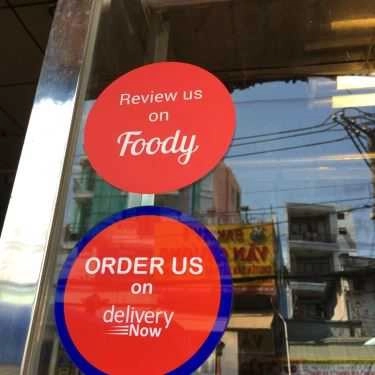 Review us
on
Foody
ORDER US
on
delivery
Now